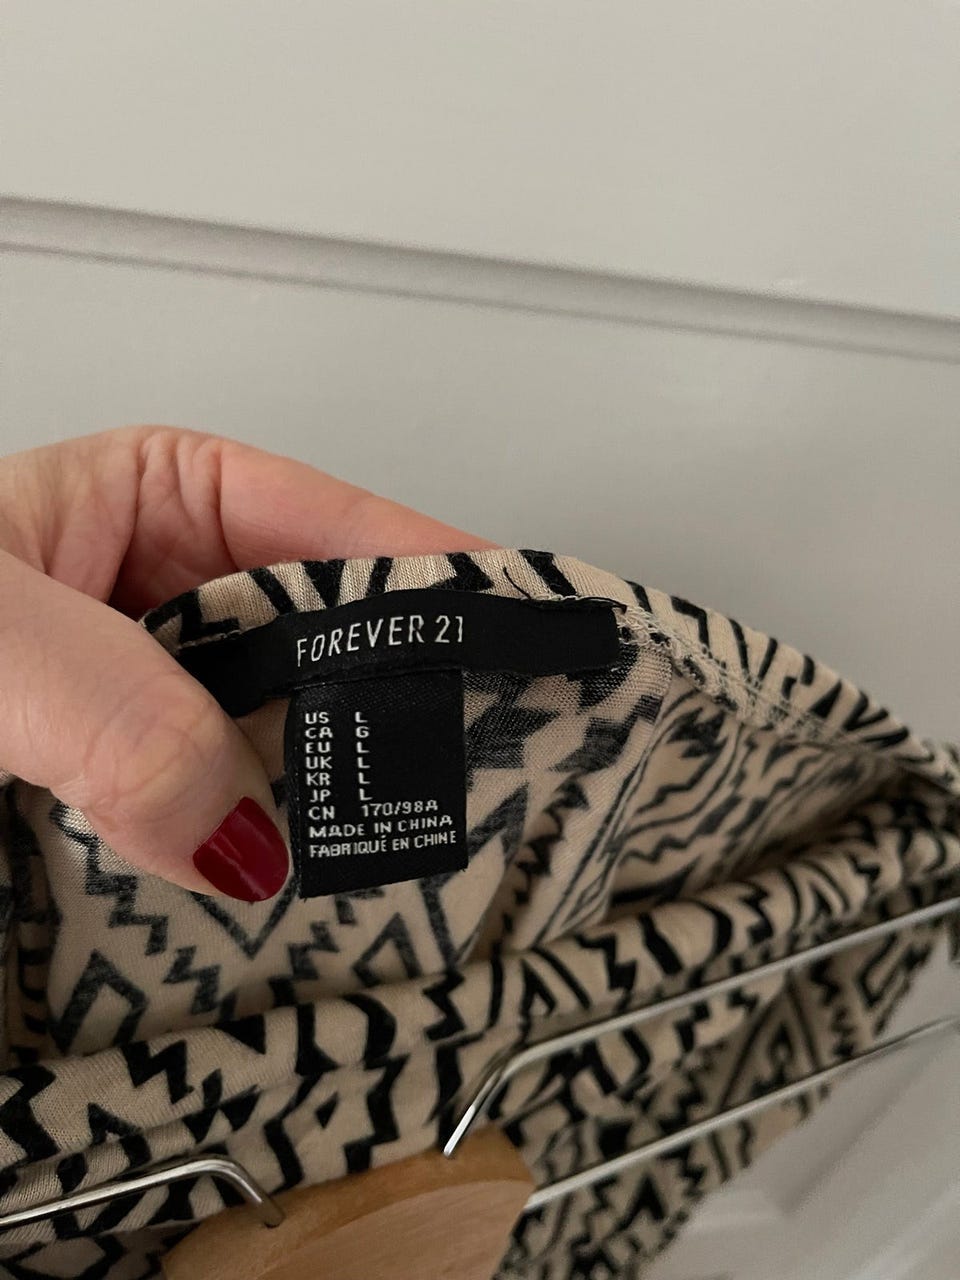 FOREVER 21
US L
CA G
EU L
UK L
KR L
JP L
CN 170/98A
MADE IN CHINA
FABRIQUÉ EN CHINE